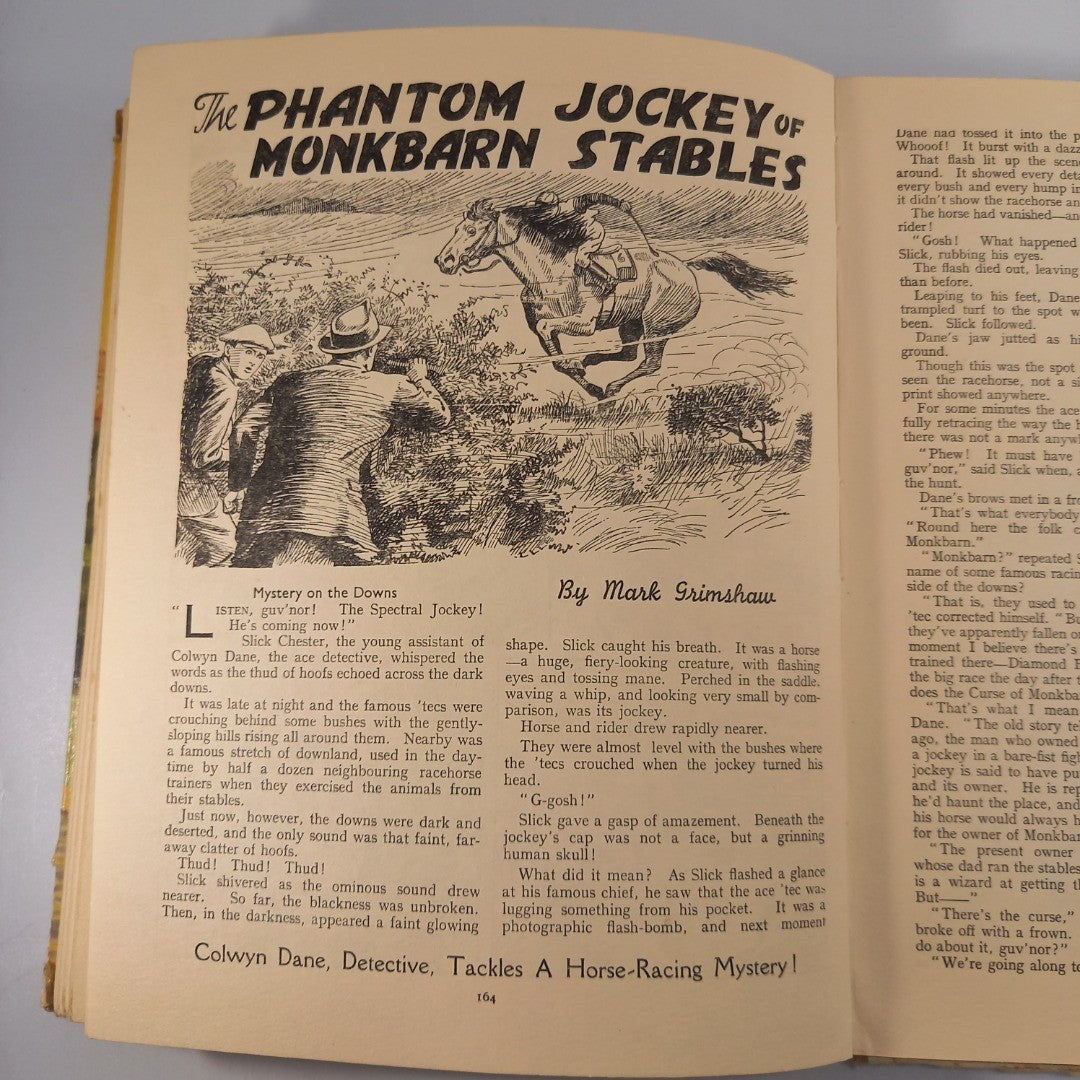 The PHANTOM JOCKEY OF
MONKBARN STABLES
By Mark Grimshaw
Mystery on the Downs
"LISTEN, guv'nor! The Spectral Jockey!
He's coming now!"
Slick Chester, the young assistant of
Colwyn Dane, the ace detective, whispered the
words as the thud of hoofs echoed across the dark
downs.
It was late at night and the famous 'tecs were
crouching behind some bushes with the gently-
sloping hills rising all around them. Nearby was
a famous stretch of downland, used in the day-
time by half a dozen neighbouring racehorse
trainers when they exercised the animals from
their stables.
Just now, however, the downs were dark and
deserted, and the only sound was that faint, far-
away clatter of hoofs.
Thud! Thud! Thud!
Slick shivered as the ominous sound drew
nearer. So far, the blackness was unbroken.
Then, in the darkness, appeared a faint glowing
shape. Slick caught his breath. It was a horse
—a huge, fiery-looking creature, with flashing
eyes and tossing mane. Perched in the saddle,
waving a whip, and looking very small by com-
parison, was its jockey.
Horse and rider drew rapidly nearer.
They were almost level with the bushes where
the 'tecs crouched when the jockey turned his
head.
"G-gosh!"
Slick gave a gasp of amazement. Beneath the
jockey's cap was not a face, but a grinning
human skull!
What did it mean? As Slick flashed a glance
at his famous chief, he saw that the ace 'tec was
lugging something from his pocket. It was a
photographic flash-bomb, and next moment
Colwyn Dane, Detective, Tackles A Horse-Racing Mystery!
164
Dane had tossed it into the
Whooof! It burst with a
That flash lit up the
around. It showed every
every bush and every hump
it didn't show the racehorse
The horse had vanished—
rider!
"Gosh! What happened
Slick, rubbing his eyes.
The flash died out, leaving
than before.
Leaping to his feet,
trampled turf to the spot
been. Slick followed.
Dane's jaw jutted as
ground.
Though this was the spot
seen the racehorse, not a
print showed anywhere.
For some minutes the ace
fully retracing the way the
there was not a mark
"Phew! It must have
guv'nor," said Slick when,
the hunt.
Dane's brows met in a
"That's what everybody
"Round here the folk
Monkbarn."
"Monkbarn?" repeated
name of some famous
side of the downs?
"That is, they used to
'tec corrected himself.
they've apparently fallen
moment I believe there's
trained there—Diamond
the big race the day after
does the Curse of
"That's what I mean
Dane. "The old story
ago, the man who owned
a jockey in a bare-fist
jockey is said to have
and its owner. He is
he'd haunt the place, and
his horse would always
for the owner of
"The present owner
whose dad ran the stables
is a wizard at getting
But——"
"There's the curse,"
broke off with a frown.
do about it, guv'nor?"
"We're going along